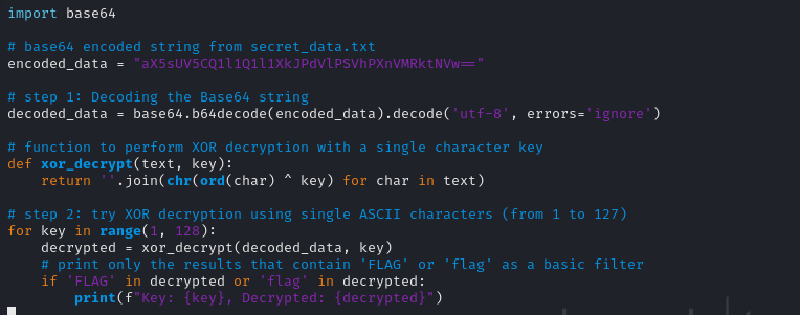 import base64

# base64 encoded string from secret_data.txt
encoded_data = "aX5sUV5CQ1l1Q1l1XkJPdVlPSVhPXnVMRktNVw=="

# step 1: Decoding the Base64 string
decoded_data = base64.b64decode(encoded_data).decode('utf-8', errors='ignore')

# function to perform XOR decryption with a single character key
def xor_decrypt(text, key):
    return ''.join(chr(ord(char) ^ key) for char in text)

# step 2: try XOR decryption using single ASCII characters (from 1 to 127)
for key in range(1, 128):
    decrypted = xor_decrypt(decoded_data, key)
    # print only the results that contain 'FLAG' or 'flag' as a basic filter
    if 'FLAG' in decrypted or 'flag' in decrypted:
        print(f"Key: {key}, Decrypted: {decrypted}")